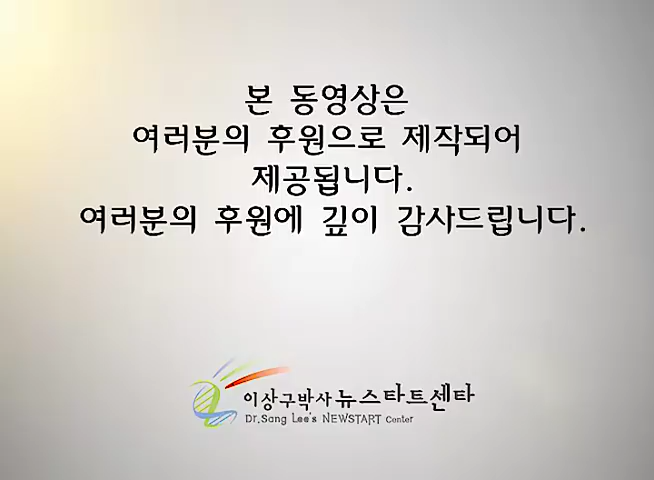 본 동영상은
여러분의 후원으로 제작되어
제공됩니다.
여러분의 후원에 깊이 감사드립니다.
이상구박사 뉴스타트센타
Dr.Sang Lee's NEWSTART Center